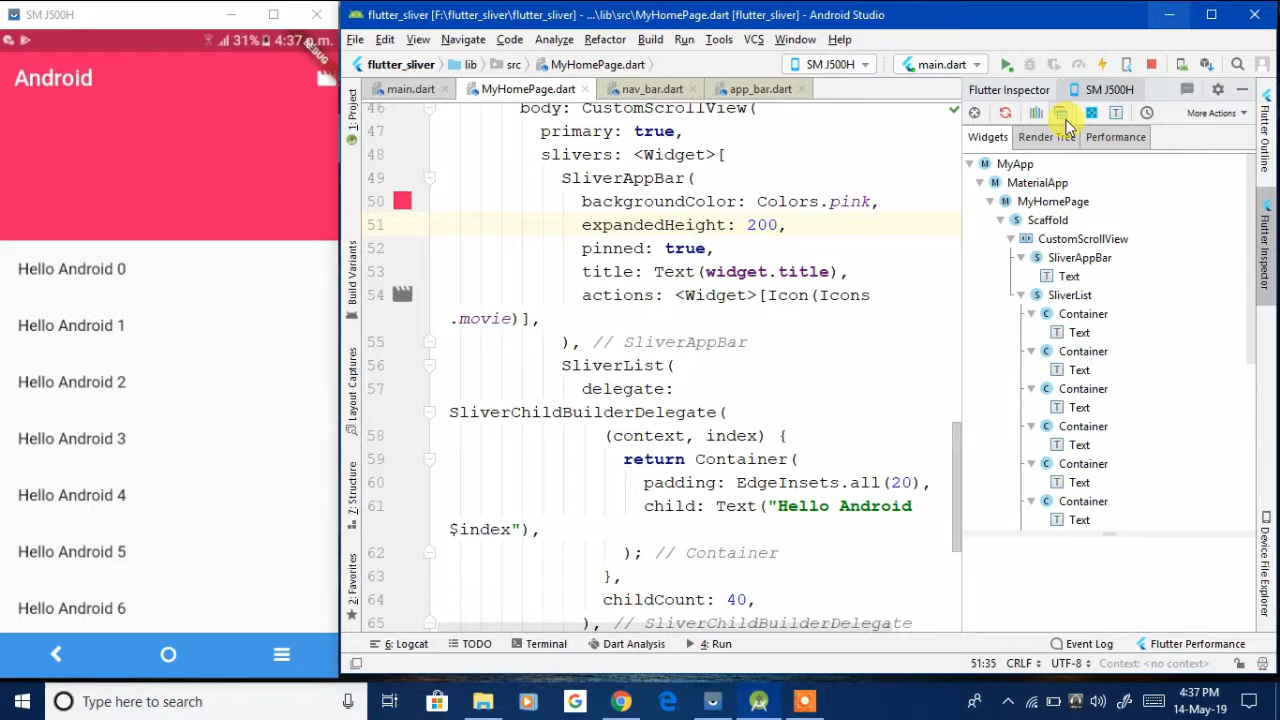 SM J500H
31% 4:37 p.m.
DEBUG
Android
Hello Android 0
Hello Android 1
Hello Android 2
Hello Android 3
Hello Android 4
Hello Android 5
Hello Android 6
flutter_sliver [F:\flutter_sliver\flutter_sliver] - ...\lib\src\MyHomePage.dart [flutter_sliver] - Android Studio
File Edit View Navigate Code Analyze Refactor Build Run Tools VCS Window Help
flutter_sliver lib src MyHomePage.dart SM J500H main.dart
main.dart MyHomePage.dart nav_bar.dart app_bar.dart
1: Project
Build Variants
Layout Captures
7: Structure
2: Favorites
46 body: CustomScrollView(
47 primary: true,
48 slivers: <Widget>[
49 SliverAppBar(
50 backgroundColor: Colors.pink,
51 expandedHeight: 200,
52 pinned: true,
53 title: Text(widget.title),
54 actions: <Widget>[Icon(Icons
.movie)],
55 ), // SliverAppBar
56 SliverList(
57 delegate:
SliverChildBuilderDelegate(
58 (context, index) {
59 return Container(
60 padding: EdgeInsets.all(20),
61 child: Text("Hello Android
$index"),
62 ); // Container
63 },
64 childCount: 40,
65 ), // SliverChildBuilderDelegate
Flutter Inspector SM J500H
More Actions
Widgets Render Tree Performance
MyApp
MaterialApp
MyHomePage
Scaffold
CustomScrollView
S SliverAppBar
T Text
S SliverList
C Container
T Text
C Container
T Text
C Container
T Text
C Container
T Text
C Container
T Text
C Container
T Text
Flutter Outline
Flutter Inspector
Device File Explorer
6: Logcat TODO Terminal Dart Analysis 4: Run Event Log Flutter Performance
51:35 CRLF UTF-8 Context: <no context>
Type here to search
4:37 PM
14-May-19